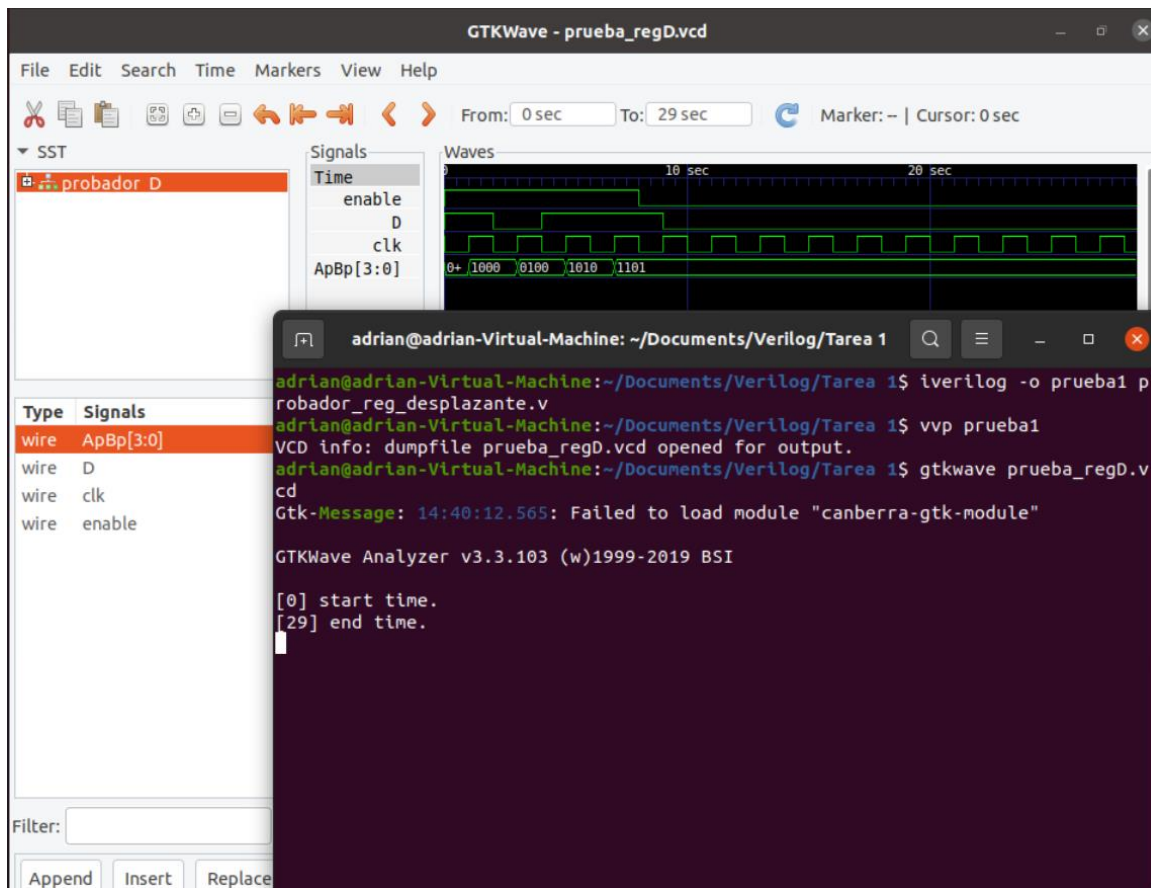 GTKWave - prueba_regD.vcd
File Edit Search Time Markers View Help
From: 0 sec To: 29 sec Marker: -- | Cursor: 0 sec
SST
probador_D
Signals
Time
enable
D
clk
ApBp[3:0]
Waves
0 10 sec 20 sec
0+ 1000 0100 1010 1101
Type Signals
wire ApBp[3:0]
wire D
wire clk
wire enable
Filter:
Append Insert Replace
adrian@adrian-Virtual-Machine: ~/Documents/Verilog/Tarea 1
adrian@adrian-Virtual-Machine:~/Documents/Verilog/Tarea 1$ iverilog -o prueba1 p
robador_reg_desplazante.v
adrian@adrian-Virtual-Machine:~/Documents/Verilog/Tarea 1$ vvp prueba1
VCD info: dumpfile prueba_regD.vcd opened for output.
adrian@adrian-Virtual-Machine:~/Documents/Verilog/Tarea 1$ gtkwave prueba_regD.v
cd
Gtk-Message: 14:40:12.565: Failed to load module "canberra-gtk-module"
GTKWave Analyzer v3.3.103 (w)1999-2019 BSI
[0] start time.
[29] end time.